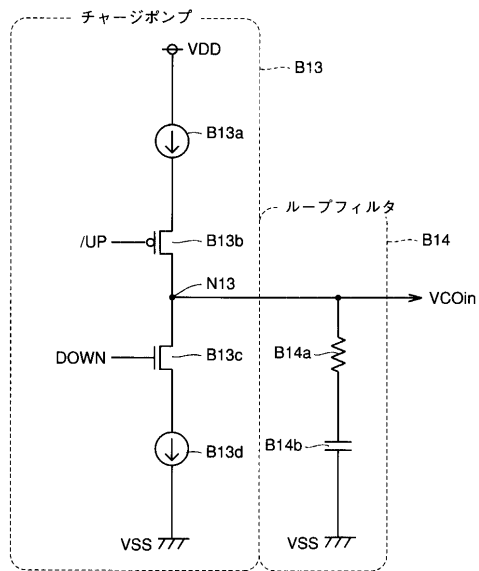 チャージポンプ
VDD
B13
B13a
ループフィルタ
/UP
B13b
B14
N13
VCOin
DOWN
B13c
B14a
B13d
B14b
VSS
VSS